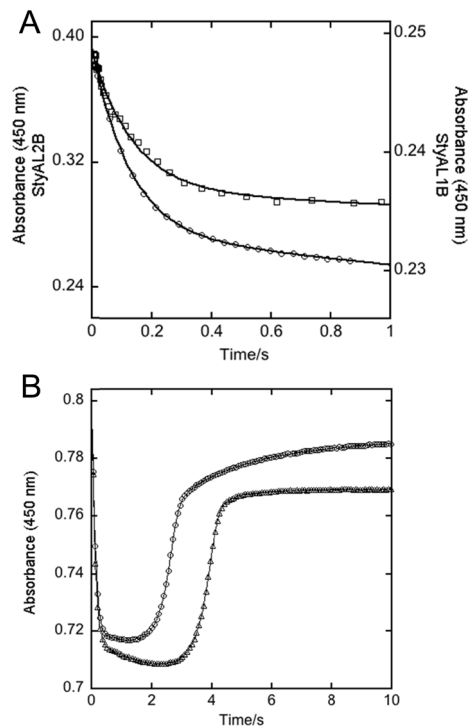 A
0.40
0.32
0.24
Absorbance (450 nm)
StyAL2B
0.25
0.24
0.23
Absorbance (450 nm)
StyAL1B
0 0.2 0.4 0.6 0.8 1
Time/s
B
0.8
0.78
0.76
0.74
0.72
0.7
Absorbance (450 nm)
0 2 4 6 8 10
Time/s